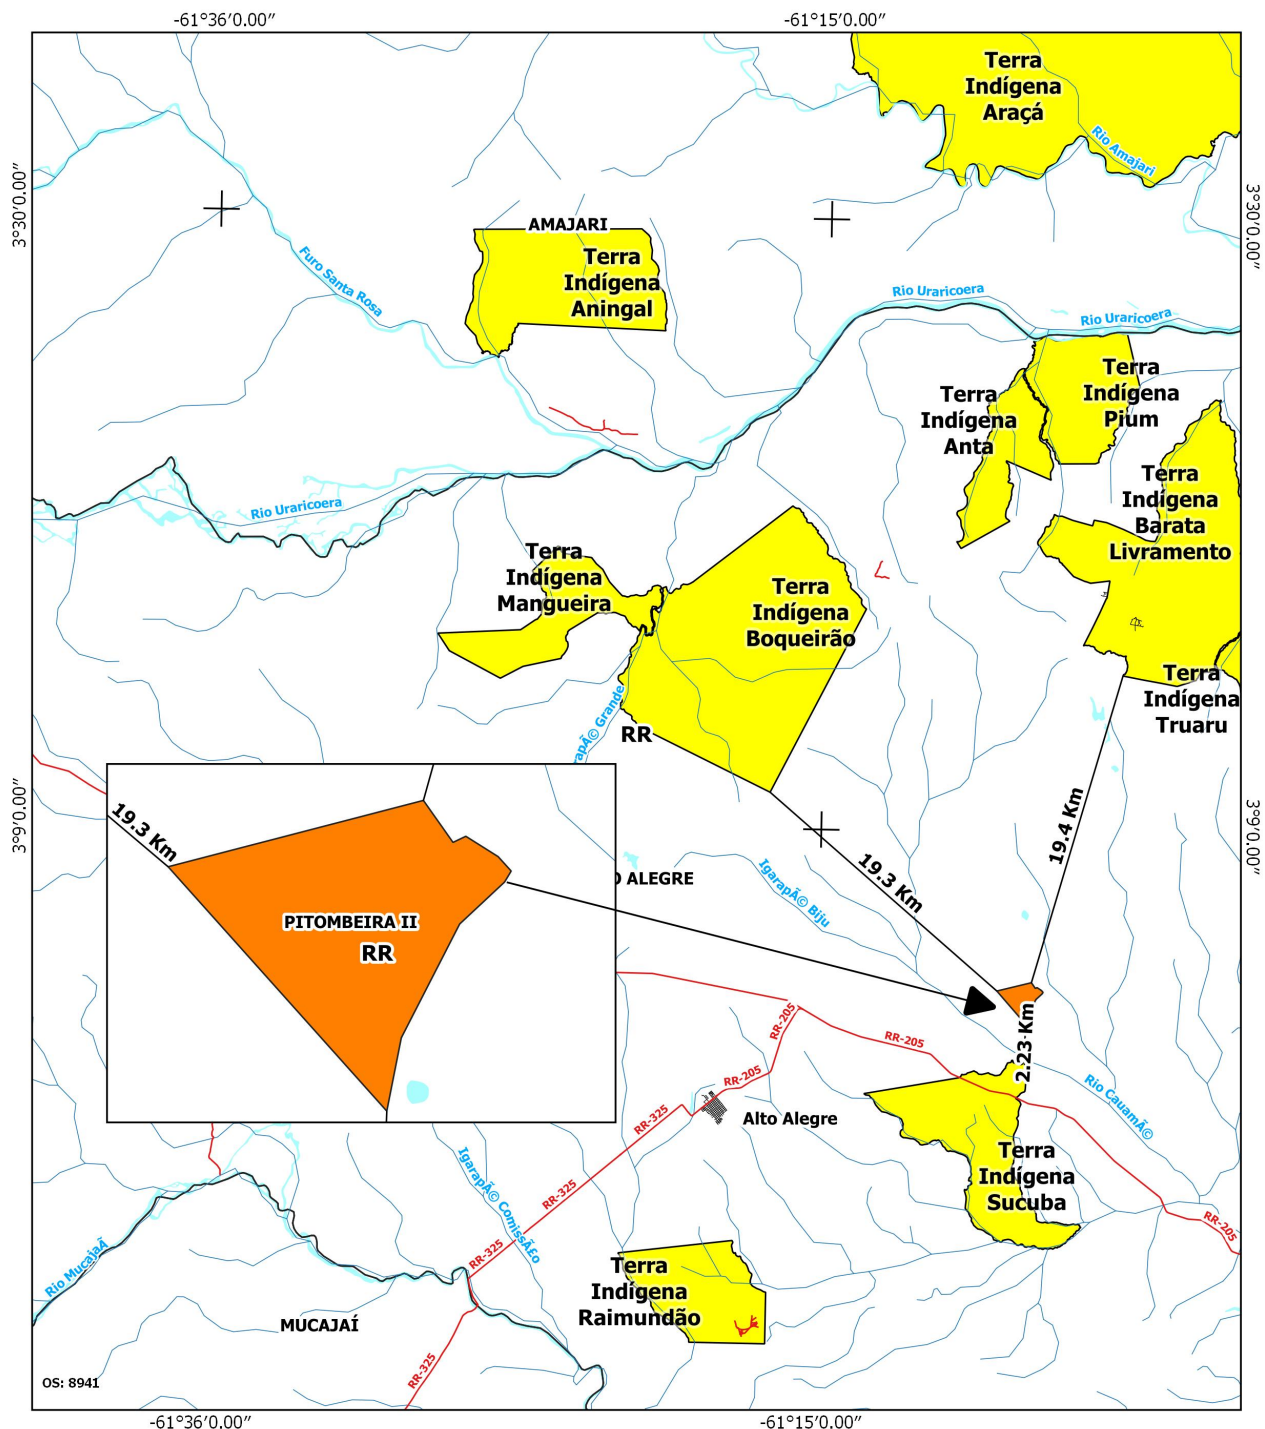 -61°36′0.00″
-61°15′0.00″
Terra
Indígena
Araçá
Rio Amajari
3°30′0.00″
3°30′0.00″
AMAJARI
Terra
Indígena
Aningal
Furo Santa Rosa
Rio Uraricoera
Rio Uraricoera
Terra
Indígena
Pium
Terra
Indígena
Anta
Terra
Indígena
Barata
Livramento
Rio Uraricoera
Terra
Indígena
Mangueira
Terra
Indígena
Boqueirão
Terra
Indígena
Truaru
rapÃ© Grande
RR
3°9′0.00″
3°9′0.00″
19.3 Km
19.4 Km
19.3 Km
O ALEGRE
IgarapÃ© Biju
PITOMBEIRA II
RR
RR-205
RR-205
2.23 Km
RR-205
Rio CauamÃ©
RR-325
Alto Alegre
Terra
Indígena
Sucuba
IgarapÃ© ComissÃ£o
RR-325
RR-205
RR-325
Rio MucajaÃ
Terra
Indígena
Raimundão
MUCAJAÍ
RR-325
OS: 8941
-61°36′0.00″
-61°15′0.00″